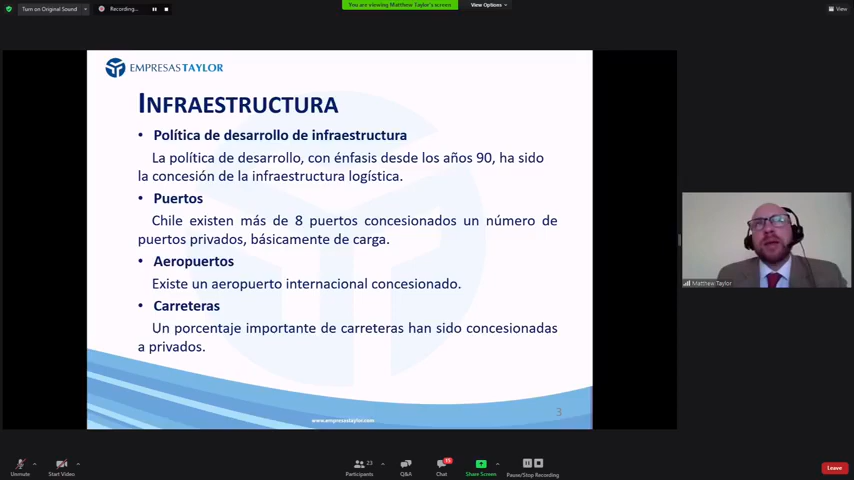 Turn on Original Sound
Recording...
You are viewing Matthew Taylor's screen
View Options
View
EMPRESAS TAYLOR
INFRAESTRUCTURA
• Política de desarrollo de infraestructura
La política de desarrollo, con énfasis desde los años 90, ha sido
la concesión de la infraestructura logística.
• Puertos
Chile existen más de 8 puertos concesionados un número de
puertos privados, básicamente de carga.
• Aeropuertos
Existe un aeropuerto internacional concesionado.
• Carreteras
Un porcentaje importante de carreteras han sido concesionadas
a privados.
www.empresastaylor.com
3
Matthew Taylor
Unmute
Start Video
23
Participants
Q&A
15
Chat
Share Screen
Pause/Stop Recording
Leave